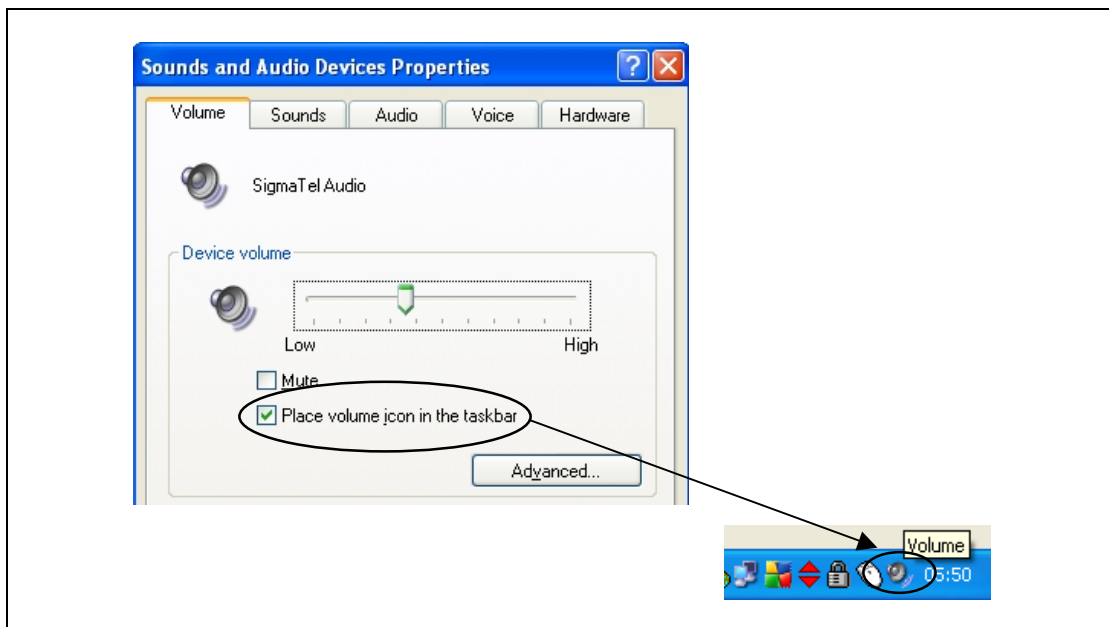 Sounds and Audio Devices Properties
Volume Sounds Audio Voice Hardware
SigmaTel Audio
Device volume
Low High
Mute
Place volume icon in the taskbar
Advanced...
Volume
05:50